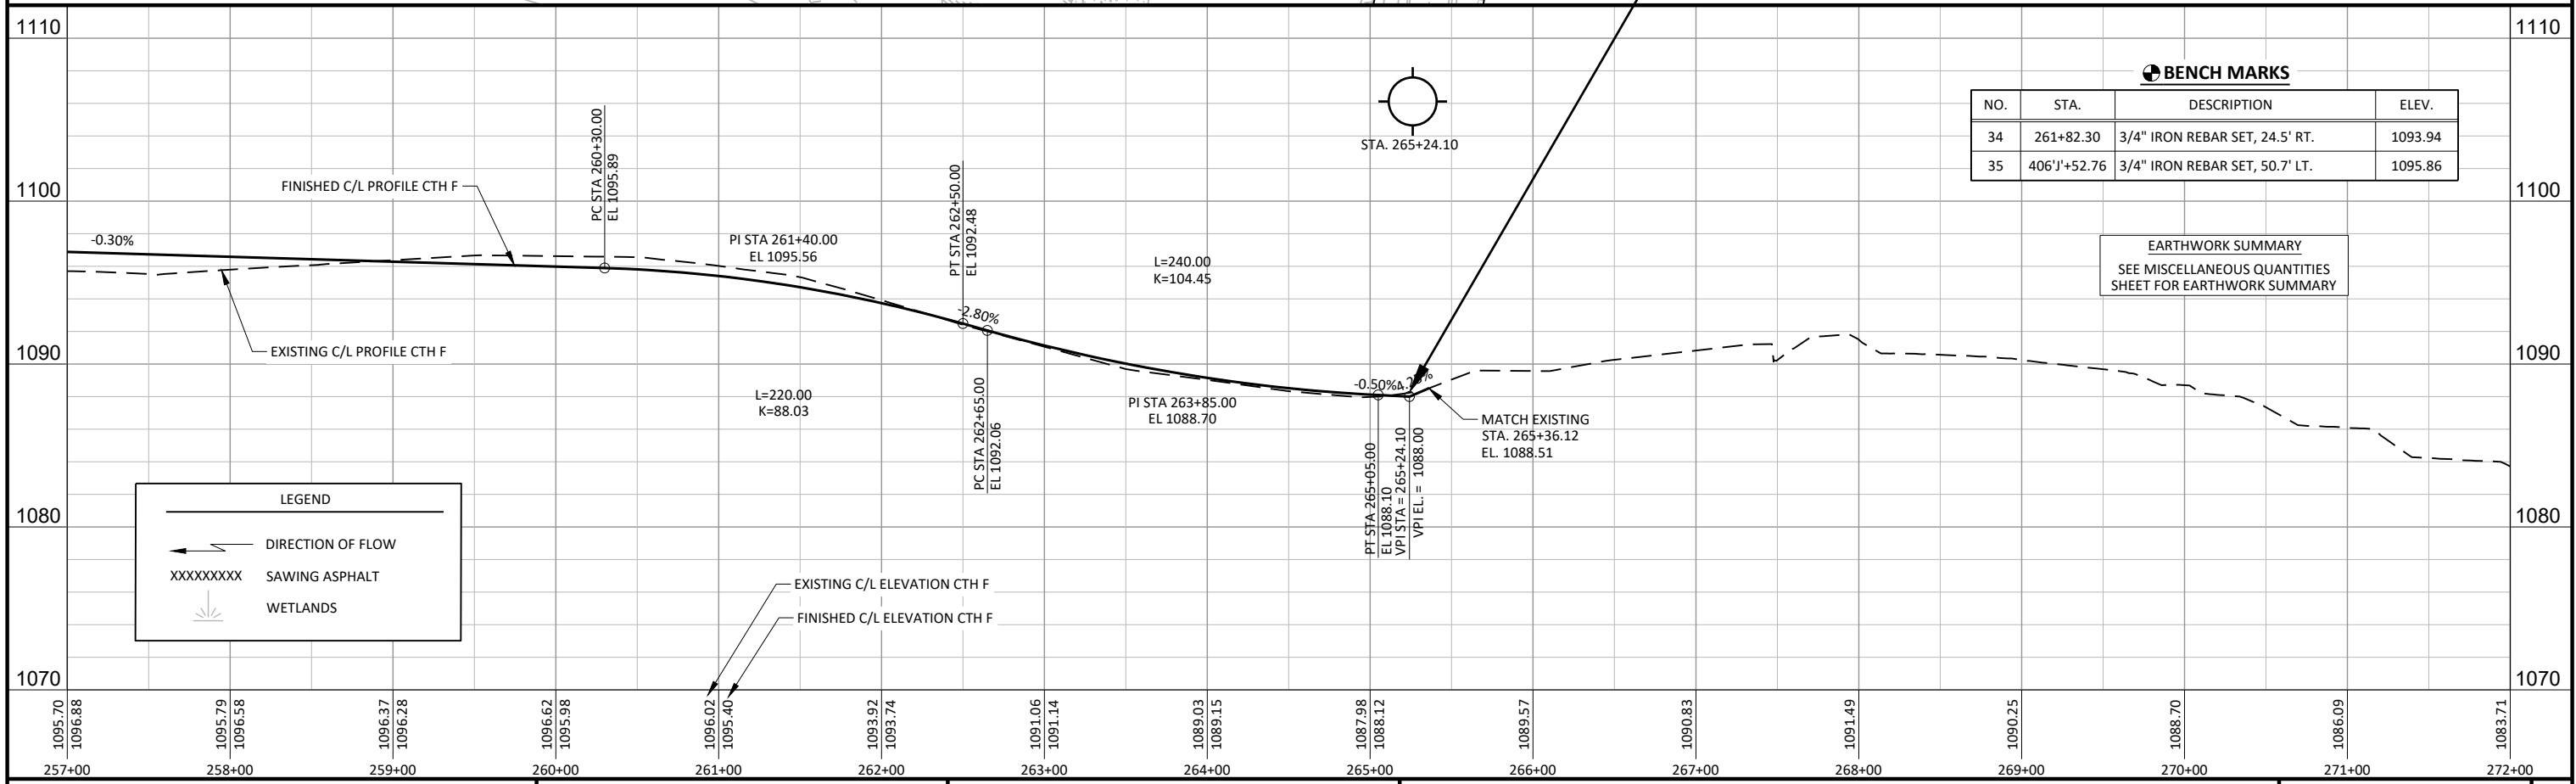 1110
1110
BENCH MARKS
NO. STA. DESCRIPTION ELEV.
34 261+82.30 3/4" IRON REBAR SET, 24.5' RT. 1093.94
35 406'J'+52.76 3/4" IRON REBAR SET, 50.7' LT. 1095.86
STA. 265+24.10
PC STA 260+30.00
EL 1095.89
PT STA 262+50.00
EL 1092.48
1100
1100
FINISHED C/L PROFILE CTH F
-0.30%
PI STA 261+40.00
EL 1095.56
L=240.00
K=104.45
EARTHWORK SUMMARY
SEE MISCELLANEOUS QUANTITIES
SHEET FOR EARTHWORK SUMMARY
-2.80%
EXISTING C/L PROFILE CTH F
1090
1090
-0.50%
L=220.00
K=88.03
PC STA 262+65.00
EL 1092.06
PI STA 263+85.00
EL 1088.70
MATCH EXISTING
STA. 265+36.12
EL. 1088.51
PT STA 265+05.00
EL 1088.10
VPI STA = 265+24.10
VPI EL. = 1088.00
1080
1080
LEGEND
DIRECTION OF FLOW
XXXXXXXXX SAWING ASPHALT
WETLANDS
EXISTING C/L ELEVATION CTH F
FINISHED C/L ELEVATION CTH F
1070
1070
1095.70
1096.88
1095.79
1096.58
1096.37
1096.28
1096.62
1095.98
1096.02
1095.40
1093.92
1093.74
1091.06
1091.14
1089.03
1089.15
1087.98
1088.12
1089.57
1090.83
1091.49
1090.25
1088.70
1086.09
1083.71
257+00 258+00 259+00 260+00 261+00 262+00 263+00 264+00 265+00 266+00 267+00 268+00 269+00 270+00 271+00 272+00